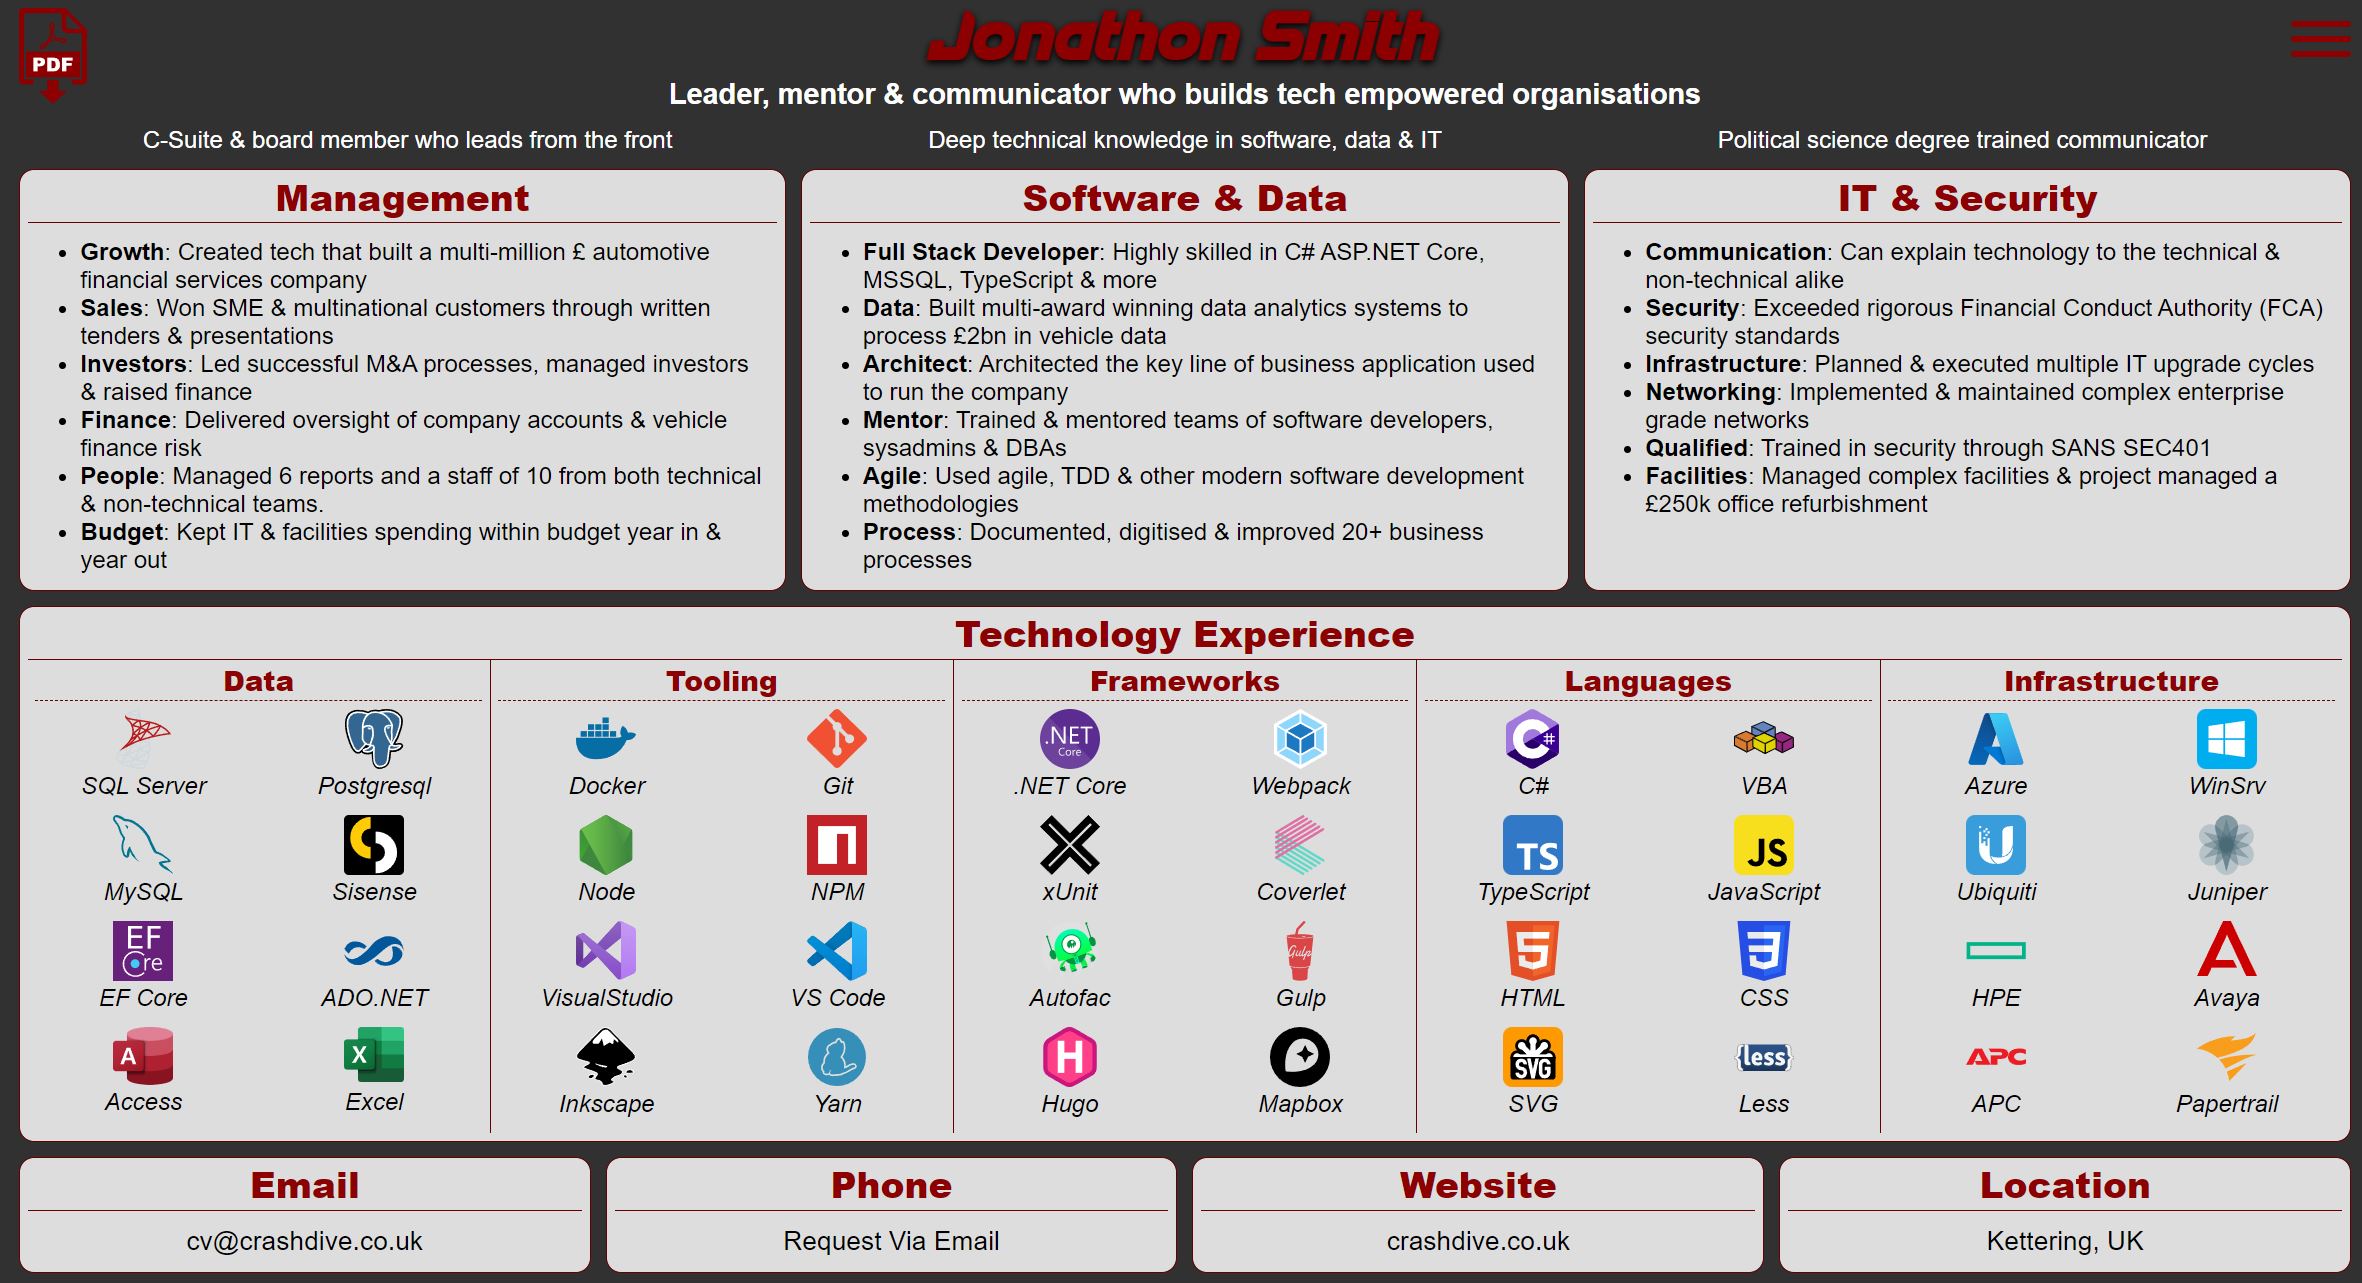 PDF
Jonathon Smith
Leader, mentor & communicator who builds tech empowered organisations
C-Suite & board member who leads from the front
Deep technical knowledge in software, data & IT
Political science degree trained communicator
Management
• Growth: Created tech that built a multi-million £ automotive
financial services company
• Sales: Won SME & multinational customers through written
tenders & presentations
• Investors: Led successful M&A processes, managed investors
& raised finance
• Finance: Delivered oversight of company accounts & vehicle
finance risk
• People: Managed 6 reports and a staff of 10 from both technical
& non-technical teams.
• Budget: Kept IT & facilities spending within budget year in &
year out
Software & Data
• Full Stack Developer: Highly skilled in C# ASP.NET Core,
MSSQL, TypeScript & more
• Data: Built multi-award winning data analytics systems to
process £2bn in vehicle data
• Architect: Architected the key line of business application used
to run the company
• Mentor: Trained & mentored teams of software developers,
sysadmins & DBAs
• Agile: Used agile, TDD & other modern software development
methodologies
• Process: Documented, digitised & improved 20+ business
processes
IT & Security
• Communication: Can explain technology to the technical &
non-technical alike
• Security: Exceeded rigorous Financial Conduct Authority (FCA)
security standards
• Infrastructure: Planned & executed multiple IT upgrade cycles
• Networking: Implemented & maintained complex enterprise
grade networks
• Qualified: Trained in security through SANS SEC401
• Facilities: Managed complex facilities & project managed a
£250k office refurbishment
Technology Experience
Data
SQL Server
Postgresql
MySQL
Sisense
EF
Core
EF Core
ADO.NET
A
Access
X
Excel
Tooling
Docker
Git
Node
NPM
VisualStudio
VS Code
Inkscape
Yarn
Frameworks
.NET
Core
.NET Core
Webpack
xUnit
Coverlet
Autofac
Gulp
Gulp
H
Hugo
Mapbox
Languages
C#
C#
VBA
TS
TypeScript
JS
JavaScript
5
HTML
3
CSS
SVG
SVG
{less}
Less
Infrastructure
Azure
WinSrv
U
Ubiquiti
Juniper
HPE
Avaya
APC
APC
Papertrail
Email
cv@crashdive.co.uk
Phone
Request Via Email
Website
crashdive.co.uk
Location
Kettering, UK